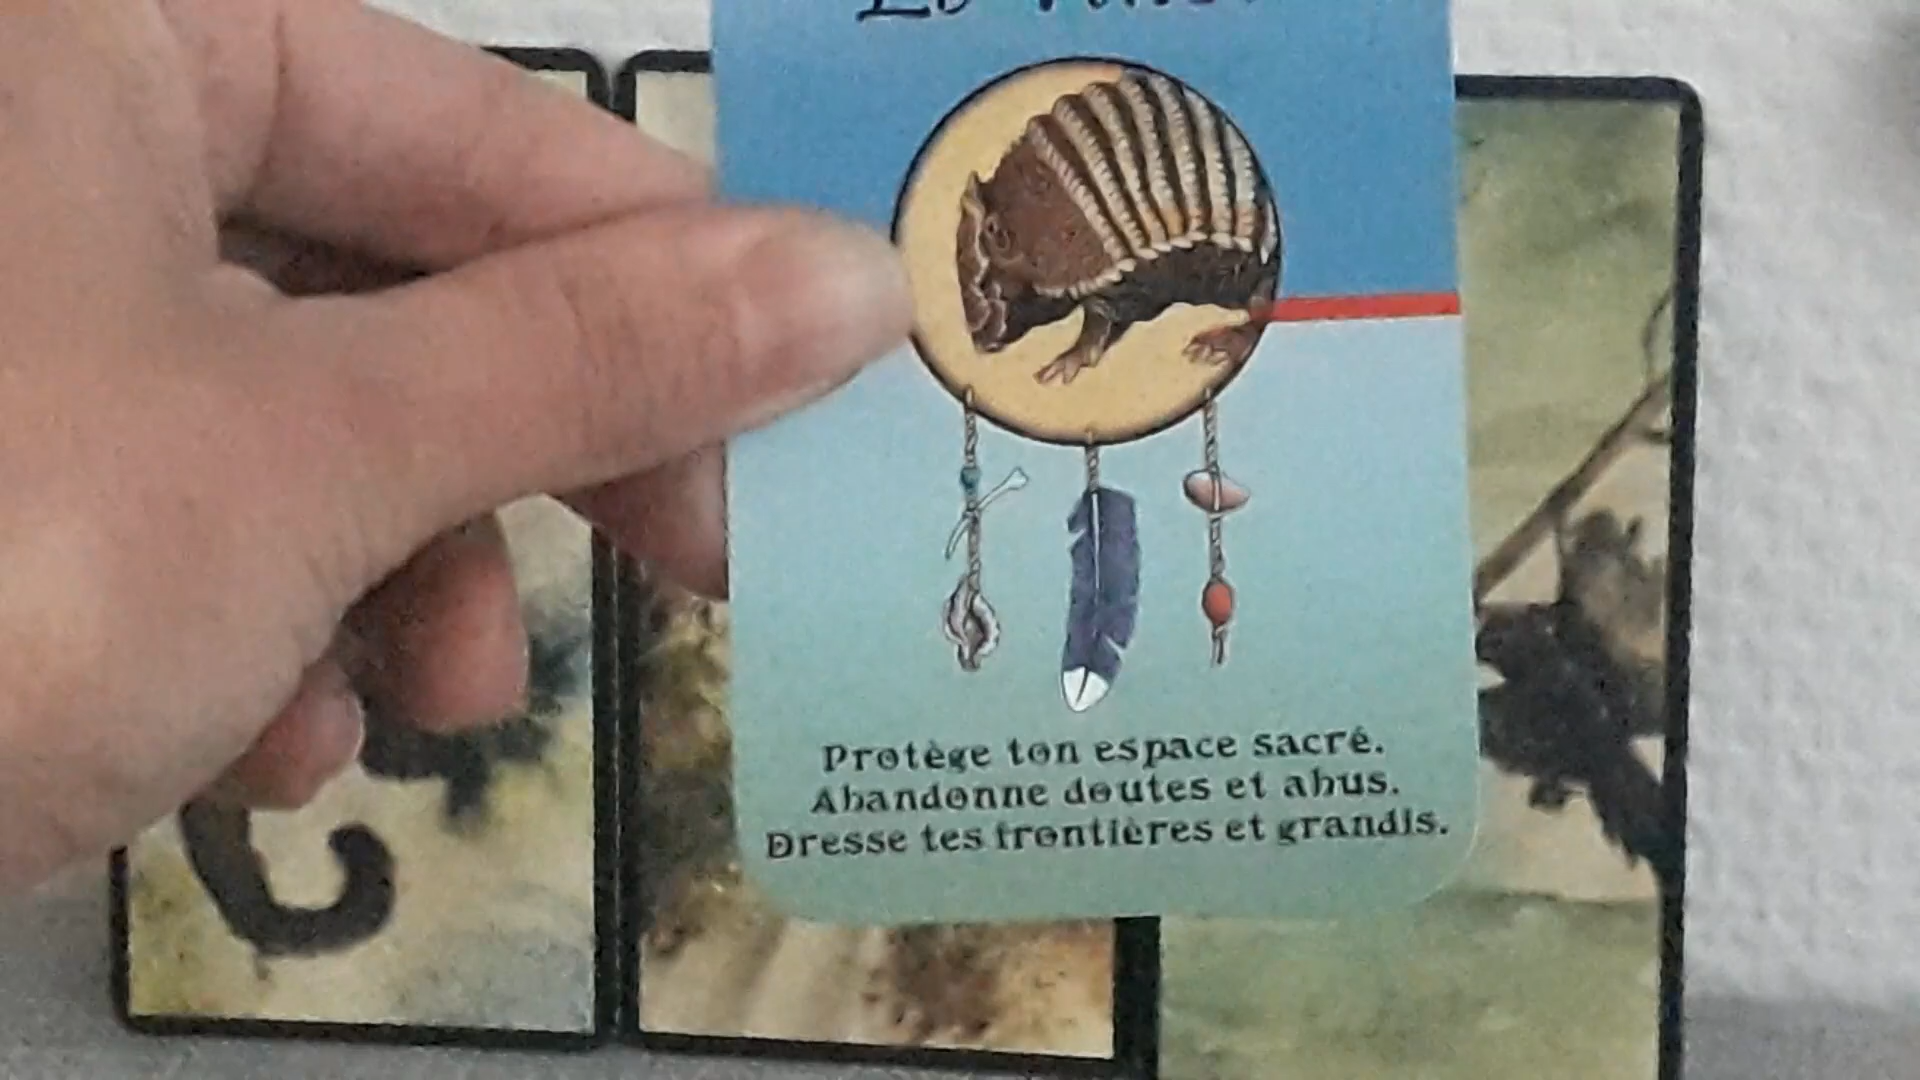 Protège ton espace sacré.
Abandonne doutes et abus.
Dresse tes frontières et grandis.